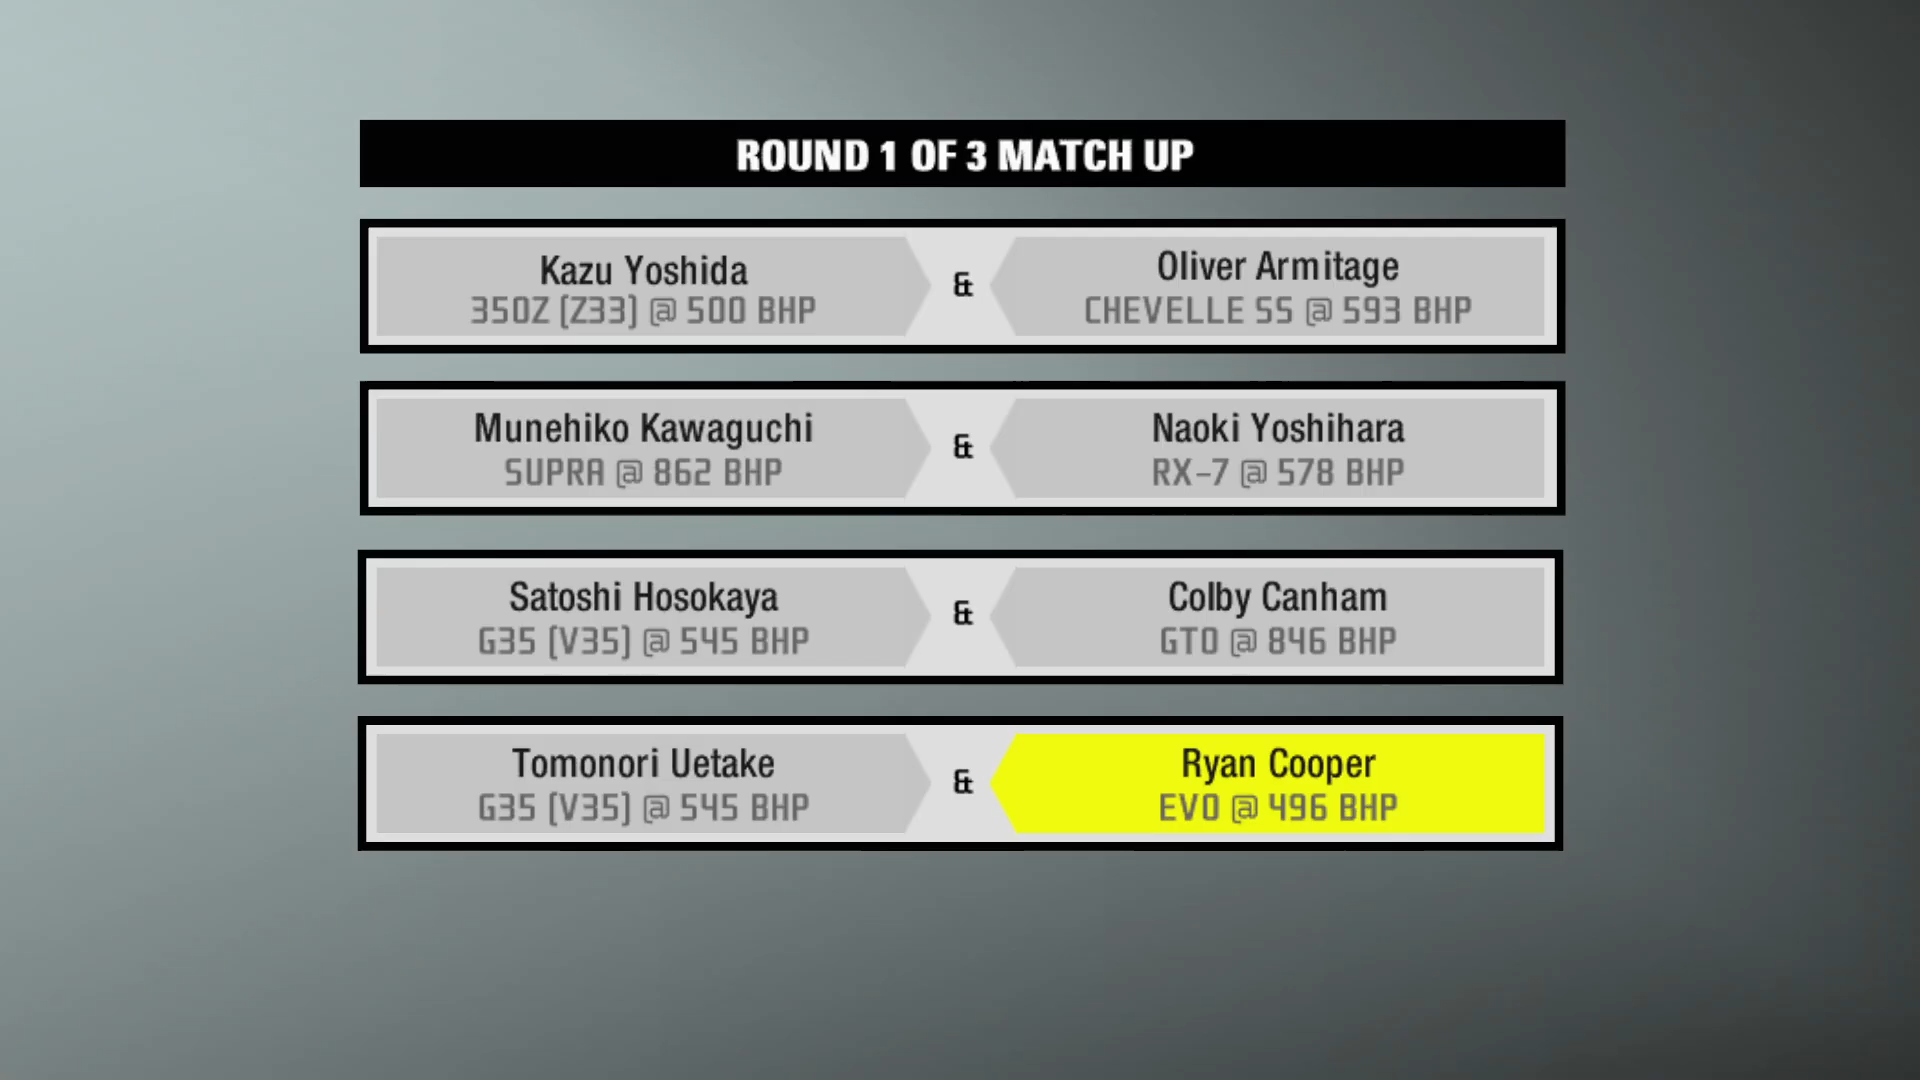 ROUND 1 OF 3 MATCH UP
Kazu Yoshida & Oliver Armitage
350Z [Z33] @ 500 BHP CHEVELLE SS @ 593 BHP
Munehiko Kawaguchi & Naoki Yoshihara
SUPRA @ 862 BHP RX-7 @ 578 BHP
Satoshi Hosokaya & Colby Canham
G35 [V35] @ 545 BHP GTO @ 846 BHP
Tomonori Uetake & Ryan Cooper
G35 [V35] @ 545 BHP EVO @ 496 BHP